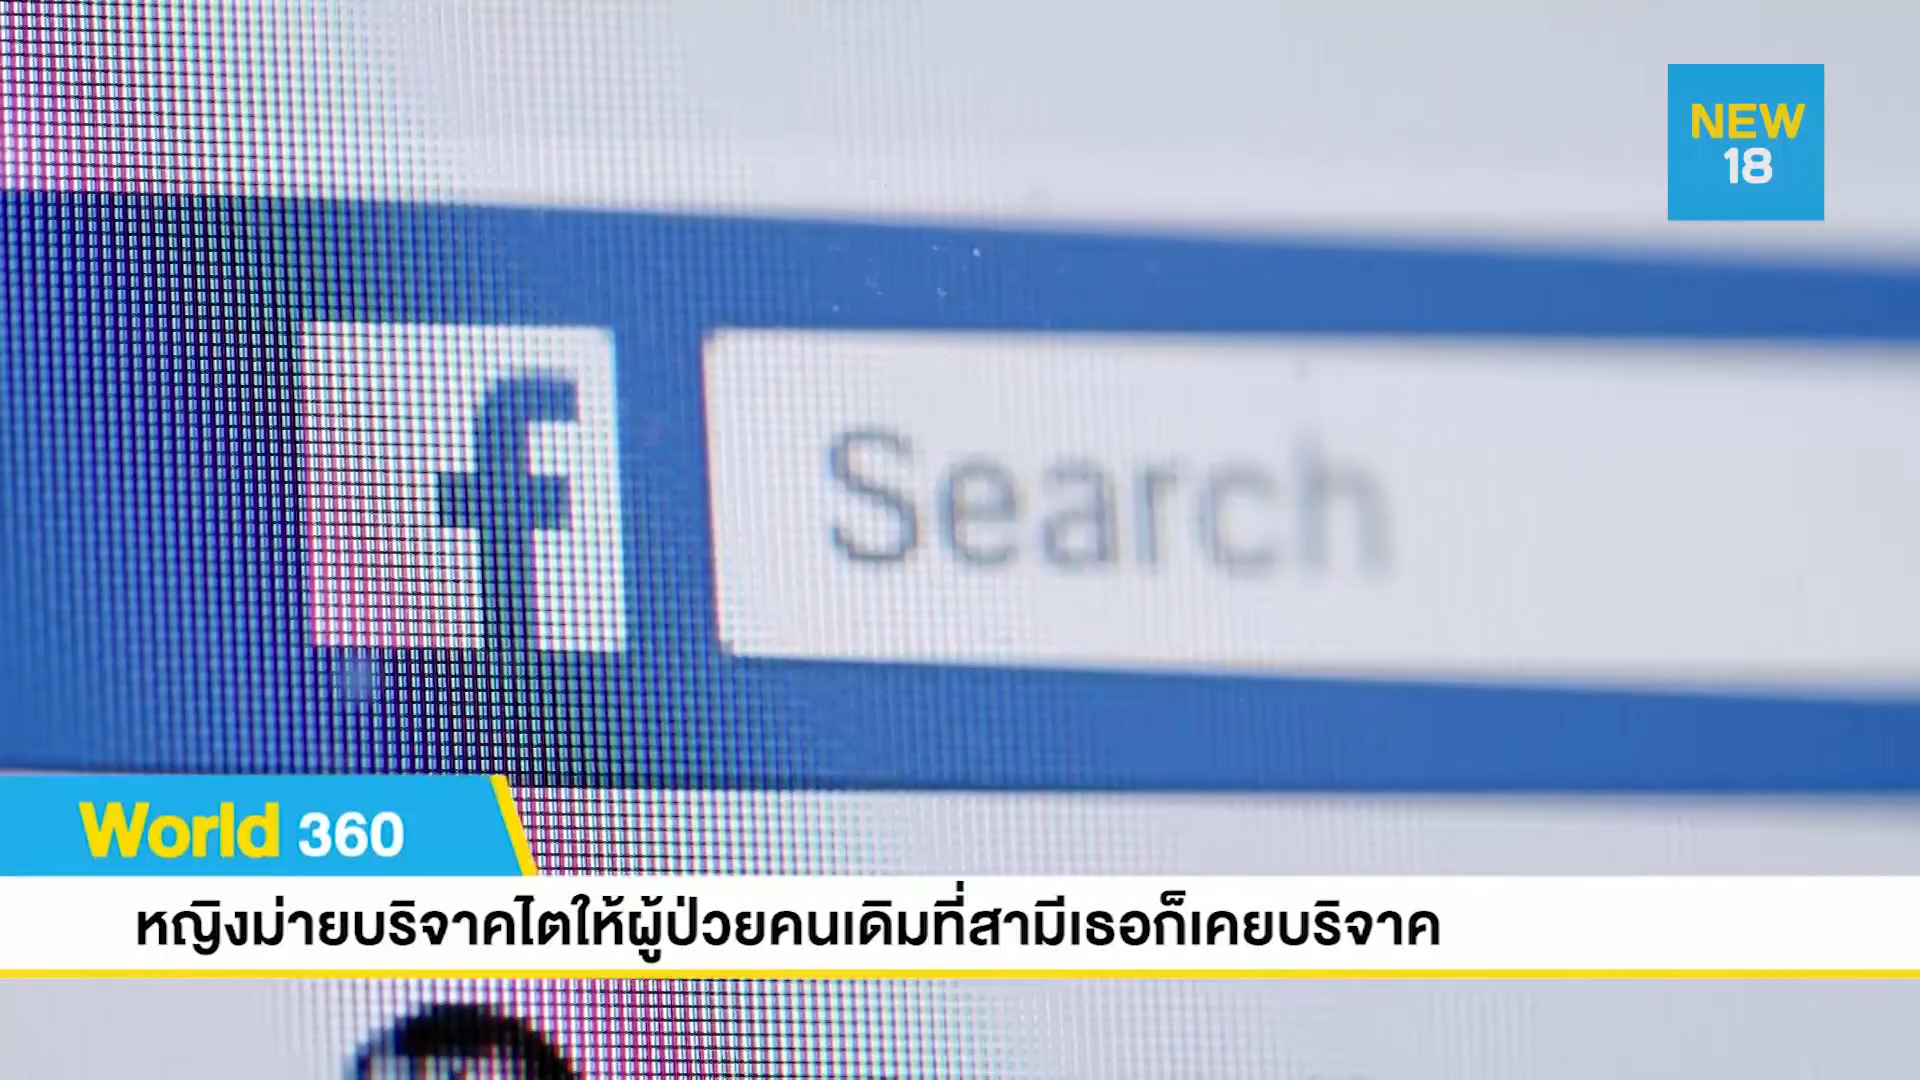 NEW
18
f
Search
World 360
หญิงม่ายบริจาคไตให้ผู้ป่วยคนเดิมที่สามีเธอก็เคยบริจาค